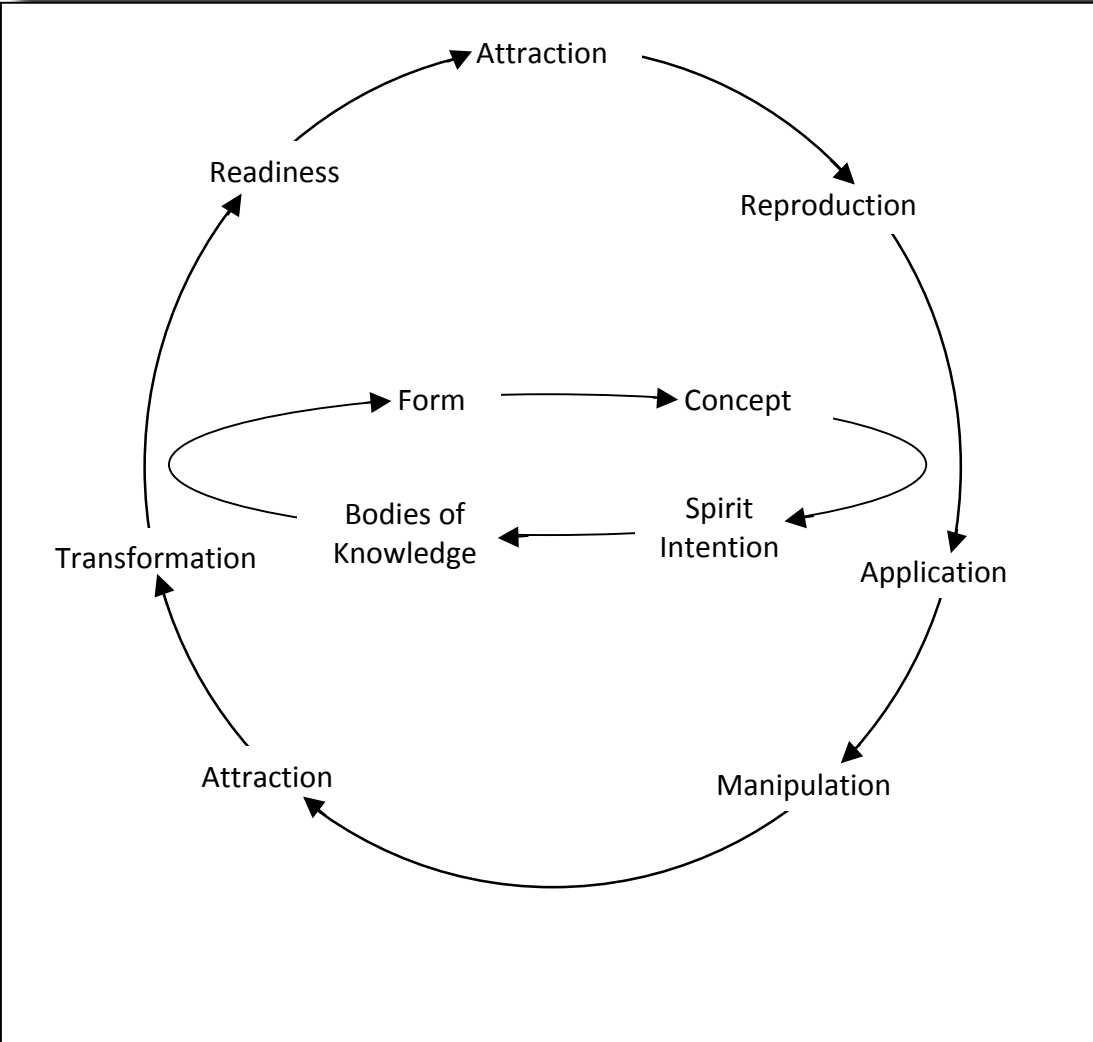 Attraction
Readiness
Reproduction
Form
Concept
Bodies of
Knowledge
Spirit
Intention
Transformation
Application
Attraction
Manipulation